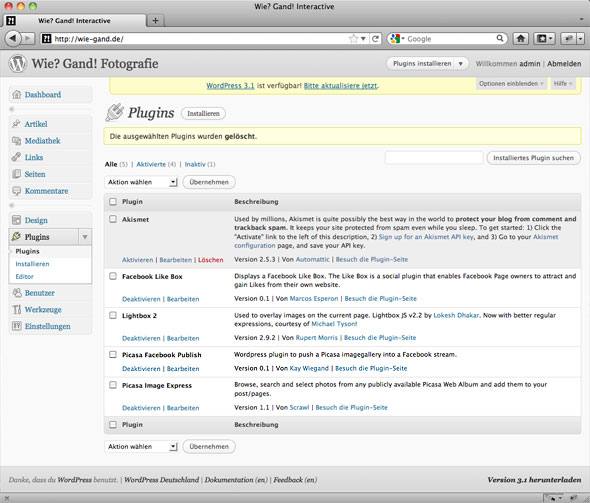 Wie? Gand! Interactive
Wie? Gand! Interactive
http://wie-gand.de/
Google
Wie? Gand! Fotografie
Plugins installieren
Willkommen admin | Abmelden
WordPress 3.1 ist verfügbar! Bitte aktualisiere jetzt.
Optionen einblenden
Hilfe
Dashboard
Artikel
Mediathek
Links
Seiten
Kommentare
Design
Plugins
Plugins
Installieren
Editor
Benutzer
Werkzeuge
Einstellungen
Plugins
Installieren
Die ausgewählten Plugins wurden gelöscht.
Alle (5) | Aktivierte (4) | Inaktiv (1)
Installiertes Plugin suchen
Aktion wählen
Übernehmen
Plugin
Beschreibung
Akismet
Aktivieren | Bearbeiten | Löschen
Used by millions, Akismet is quite possibly the best way in the world to protect your blog from comment and
trackback spam. It keeps your site protected from spam even while you sleep. To get started: 1) Click the
"Activate" link to the left of this description, 2) Sign up for an Akismet API key, and 3) Go to your Akismet
configuration page, and save your API key.
Version 2.5.3 | Von Automattic | Besuch die Plugin-Seite
Facebook Like Box
Deaktivieren | Bearbeiten
Displays a Facebook Like Box. The Like Box is a social plugin that enables Facebook Page owners to attract and
gain Likes from their own website.
Version 0.1 | Von Marcos Esperon | Besuch die Plugin-Seite
Lightbox 2
Deaktivieren | Bearbeiten
Used to overlay images on the current page. Lightbox JS v2.2 by Lokesh Dhakar. Now with better regular
expressions, courtesy of Michael Tyson!
Version 2.9.2 | Von Rupert Morris | Besuch die Plugin-Seite
Picasa Facebook Publish
Deaktivieren | Bearbeiten
Wordpress plugin to push a Picasa imagegallery into a Facebook stream.
Version 0.1 | Von Kay Wiegand | Besuch die Plugin-Seite
Picasa Image Express
Deaktivieren | Bearbeiten
Browse, search and select photos from any publicly available Picasa Web Album and add them to your
post/pages.
Version 1.1 | Von Scrawl | Besuch die Plugin-Seite
Plugin
Beschreibung
Aktion wählen
Übernehmen
Danke, dass du WordPress benutzt. | WordPress Deutschland | Dokumentation (en) | Feedback (en)
Version 3.1 herunterladen